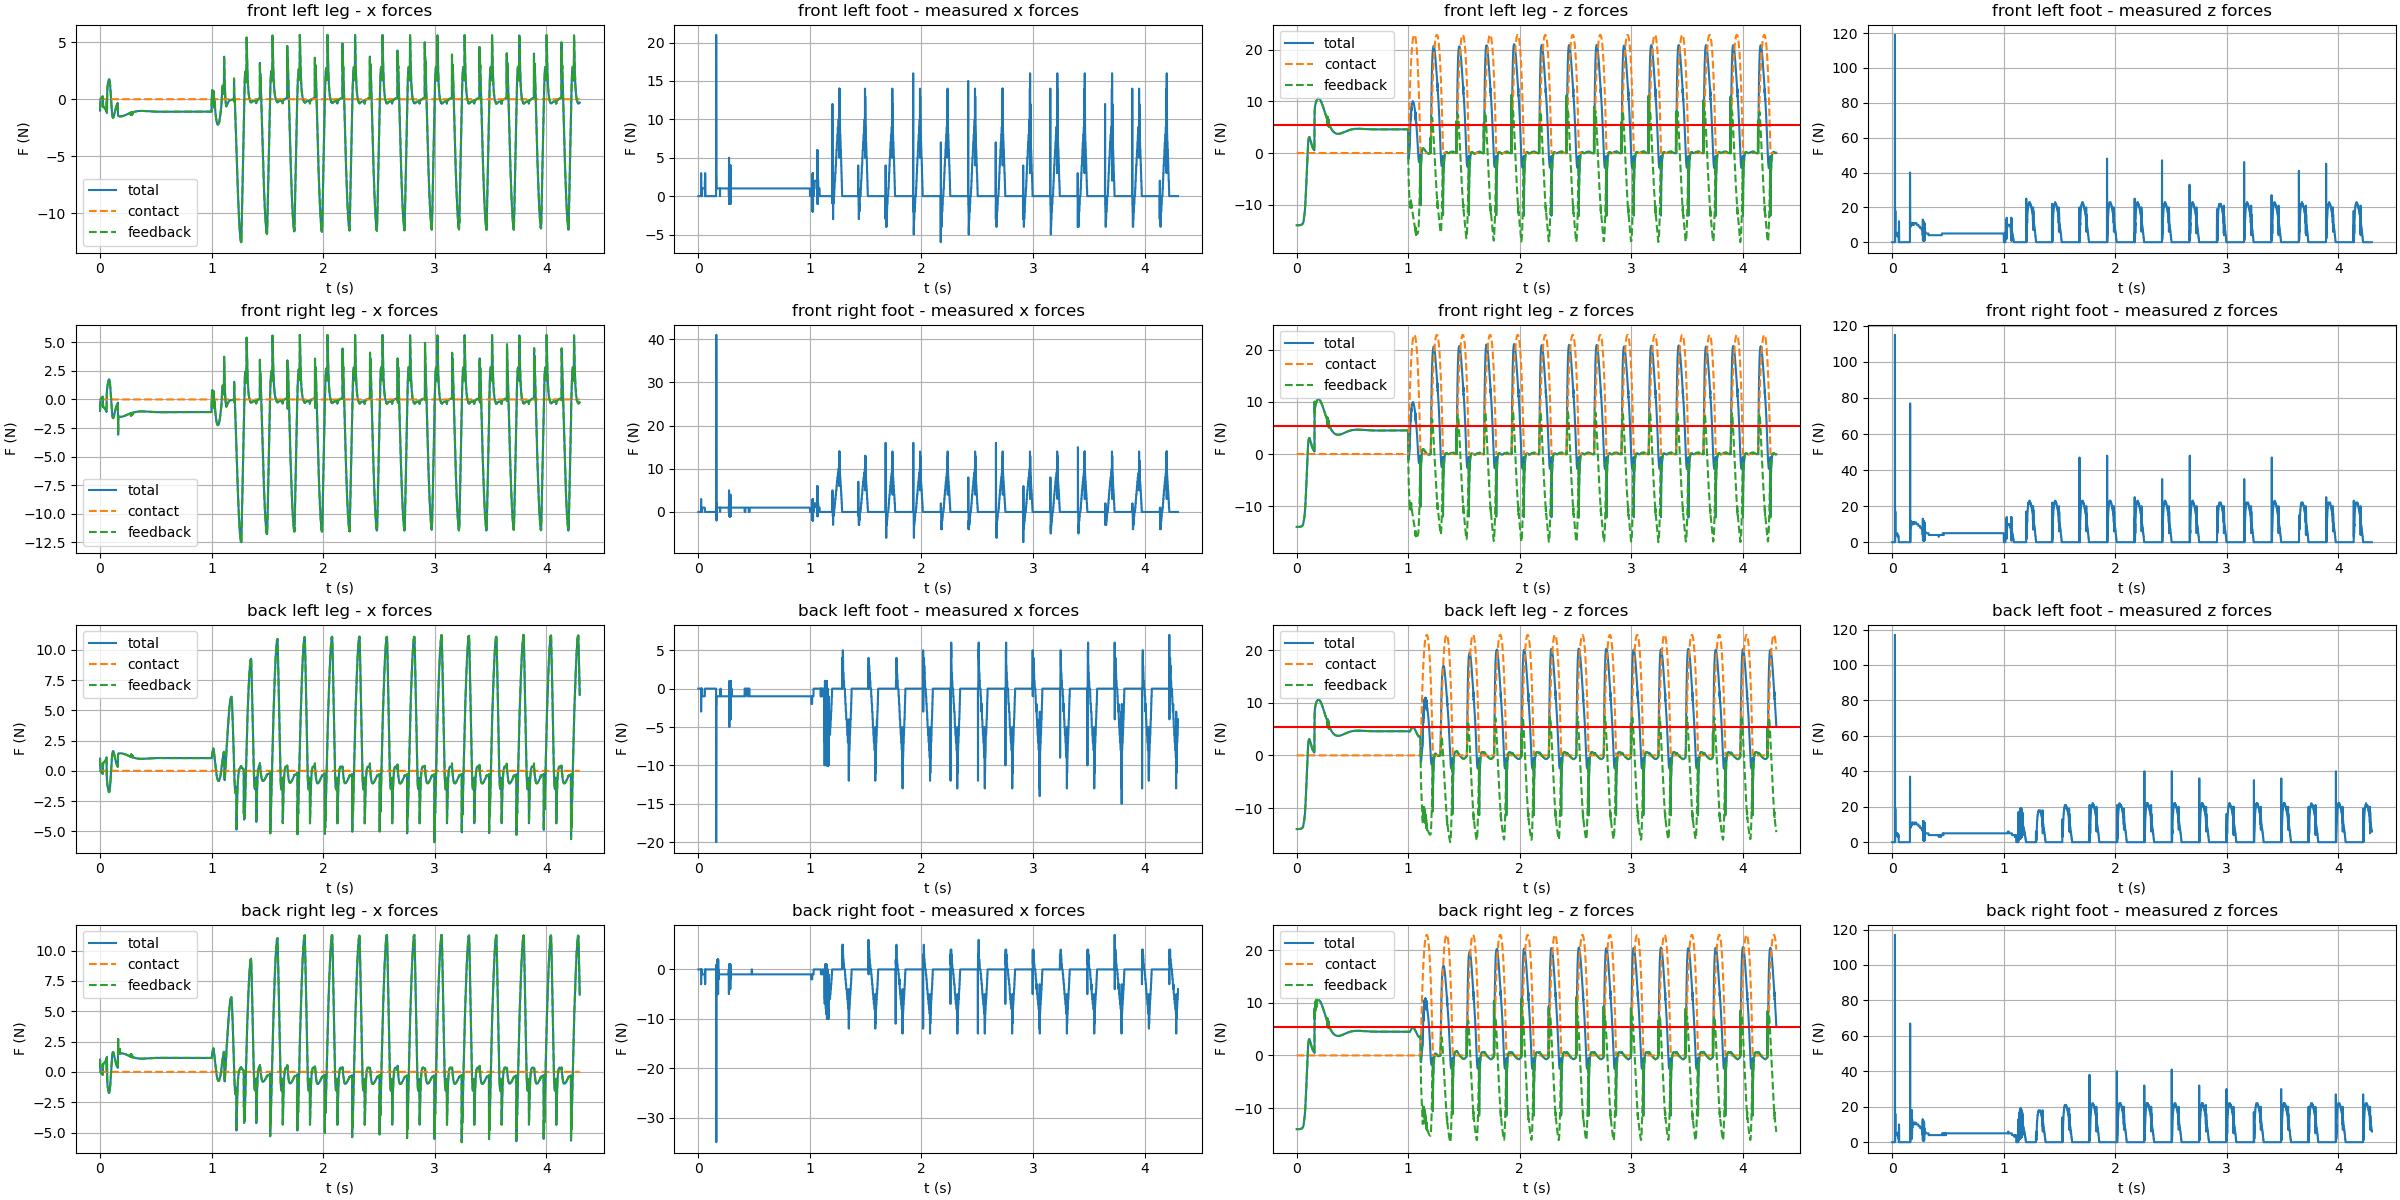 front left leg - x forces
front left foot - measured x forces
front left leg - z forces
front left foot - measured z forces
F (N)
5
0
−5
−10
total
contact
feedback
0 1 2 3 4
t (s)
F (N)
20
15
10
5
0
−5
0 1 2 3 4
t (s)
F (N)
20
10
0
−10
total
contact
feedback
0 1 2 3 4
t (s)
F (N)
120
100
80
60
40
20
0
0 1 2 3 4
t (s)
front right leg - x forces
front right foot - measured x forces
front right leg - z forces
front right foot - measured z forces
F (N)
5.0
2.5
0.0
−2.5
−5.0
−7.5
−10.0
−12.5
total
contact
feedback
0 1 2 3 4
t (s)
F (N)
40
30
20
10
0
0 1 2 3 4
t (s)
F (N)
20
10
0
−10
total
contact
feedback
0 1 2 3 4
t (s)
F (N)
120
100
80
60
40
20
0
0 1 2 3 4
t (s)
back left leg - x forces
back left foot - measured x forces
back left leg - z forces
back left foot - measured z forces
F (N)
10.0
7.5
5.0
2.5
0.0
−2.5
−5.0
total
contact
feedback
0 1 2 3 4
t (s)
F (N)
5
0
−5
−10
−15
−20
0 1 2 3 4
t (s)
F (N)
20
10
0
−10
total
contact
feedback
0 1 2 3 4
t (s)
F (N)
120
100
80
60
40
20
0
0 1 2 3 4
t (s)
back right leg - x forces
back right foot - measured x forces
back right leg - z forces
back right foot - measured z forces
F (N)
10.0
7.5
5.0
2.5
0.0
−2.5
−5.0
total
contact
feedback
0 1 2 3 4
t (s)
F (N)
0
−10
−20
−30
0 1 2 3 4
t (s)
F (N)
20
10
0
−10
total
contact
feedback
0 1 2 3 4
t (s)
F (N)
120
100
80
60
40
20
0
0 1 2 3 4
t (s)